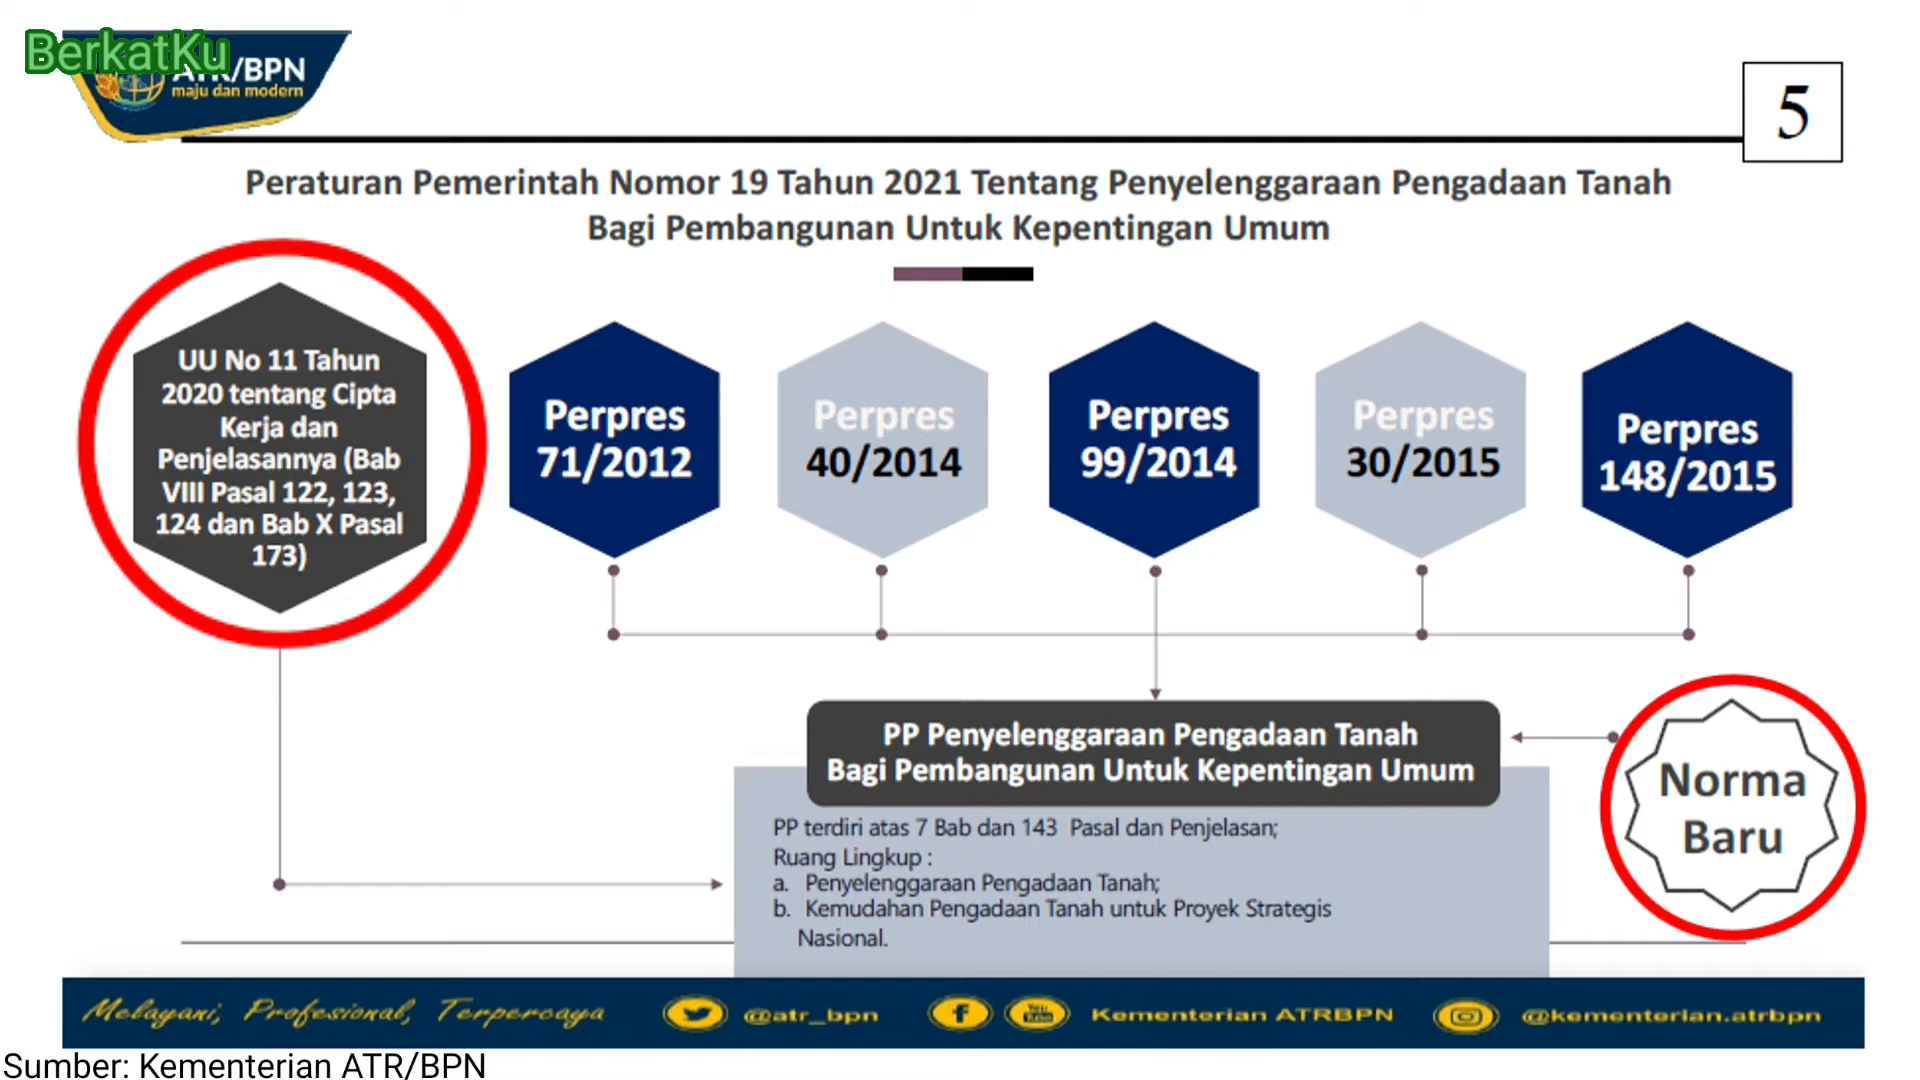 BerkatKu
ATR/BPN
maju dan modern
5
Peraturan Pemerintah Nomor 19 Tahun 2021 Tentang Penyelenggaraan Pengadaan Tanah
Bagi Pembangunan Untuk Kepentingan Umum
UU No 11 Tahun
2020 tentang Cipta
Kerja dan
Penjelasannya (Bab
VIII Pasal 122, 123,
124 dan Bab X Pasal
173)
Perpres
71/2012
Perpres
40/2014
Perpres
99/2014
Perpres
30/2015
Perpres
148/2015
PP Penyelenggaraan Pengadaan Tanah
Bagi Pembangunan Untuk Kepentingan Umum
Norma
Baru
PP terdiri atas 7 Bab dan 143 Pasal dan Penjelasan;
Ruang Lingkup :
a. Penyelenggaraan Pengadaan Tanah;
b. Kemudahan Pengadaan Tanah untuk Proyek Strategis
Nasional.
Melayani, Profesional, Terpercaya
@atr_bpn
You Tube
Kementerian ATRBPN
@kementerian.atrbpn
Sumber: Kementerian ATR/BPN